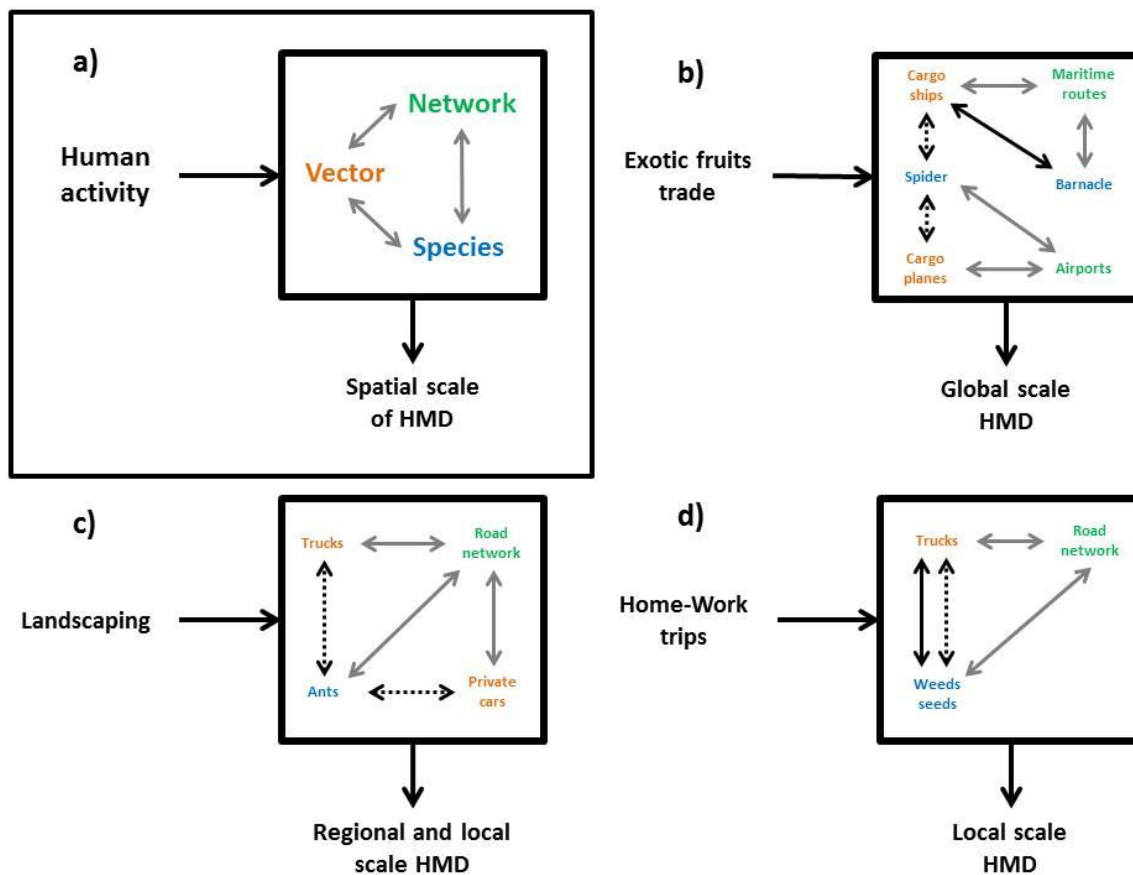 a)
Human
activity
Network
Vector
Species
Spatial scale
of HMD
b)
Exotic fruits
trade
Cargo
ships
Maritime
routes
Spider
Barnacle
Cargo
planes
Airports
Global scale
HMD
c)
Landscaping
Trucks
Road
network
Ants
Private
cars
Regional and local
scale HMD
d)
Home-Work
trips
Trucks
Road
network
Weeds
seeds
Local scale
HMD